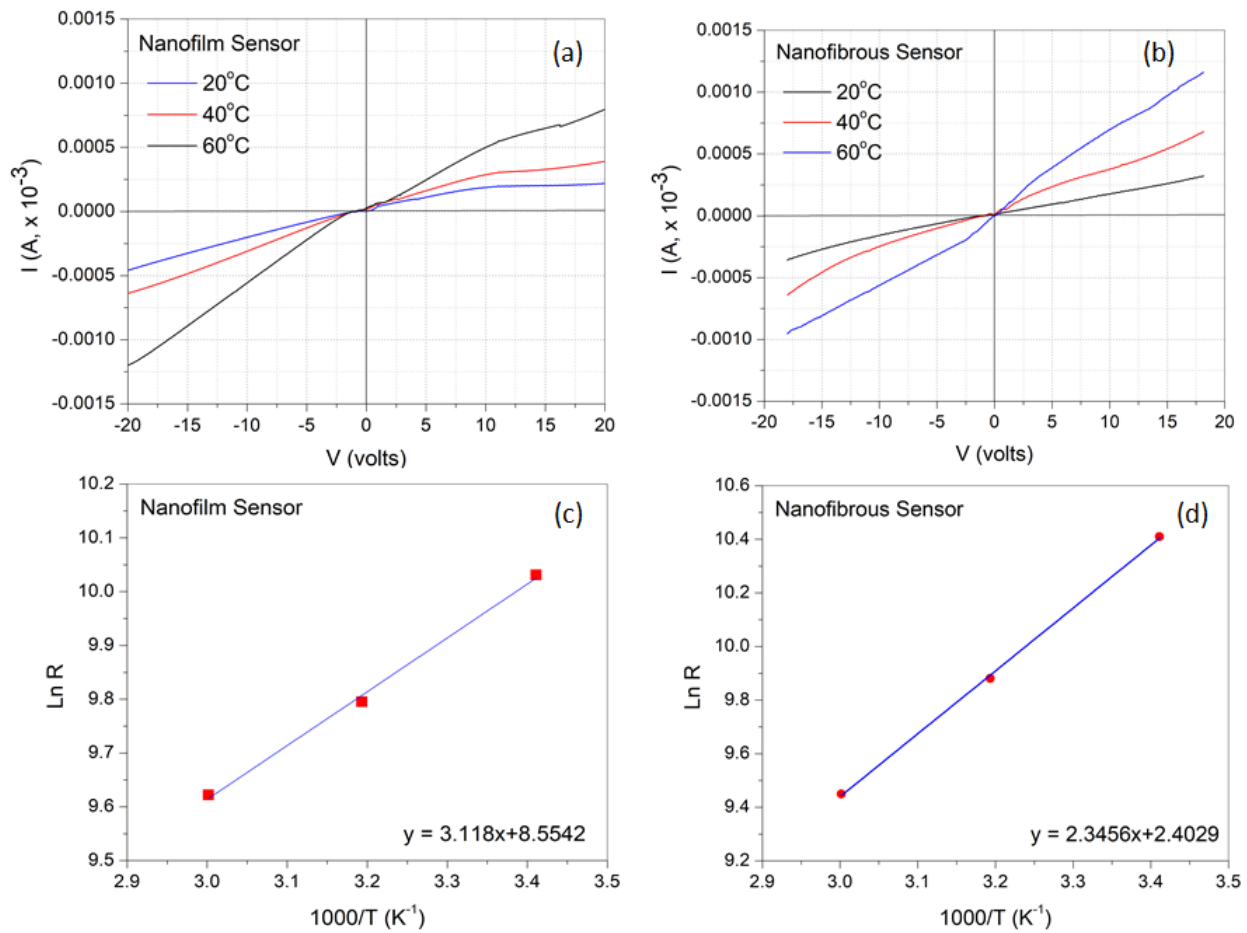 Nanofilm Sensor
(a)
20°C
40°C
60°C
0.0015
0.0010
0.0005
0.0000
-0.0005
-0.0010
-0.0015
I (A, x 10⁻³)
-20 -15 -10 -5 0 5 10 15 20
V (volts)
Nanofibrous Sensor
(b)
20°C
40°C
60°C
0.0015
0.0010
0.0005
0.0000
-0.0005
-0.0010
-0.0015
I (A, x 10⁻³)
-20 -15 -10 -5 0 5 10 15 20
V (volts)
Nanofilm Sensor
(c)
10.2
10.1
10.0
9.9
9.8
9.7
9.6
9.5
Ln R
y = 3.118x+8.5542
2.9 3.0 3.1 3.2 3.3 3.4 3.5
1000/T (K⁻¹)
Nanofibrous Sensor
(d)
10.6
10.4
10.2
10.0
9.8
9.6
9.4
9.2
Ln R
y = 2.3456x+2.4029
2.9 3.0 3.1 3.2 3.3 3.4 3.5
1000/T (K⁻¹)